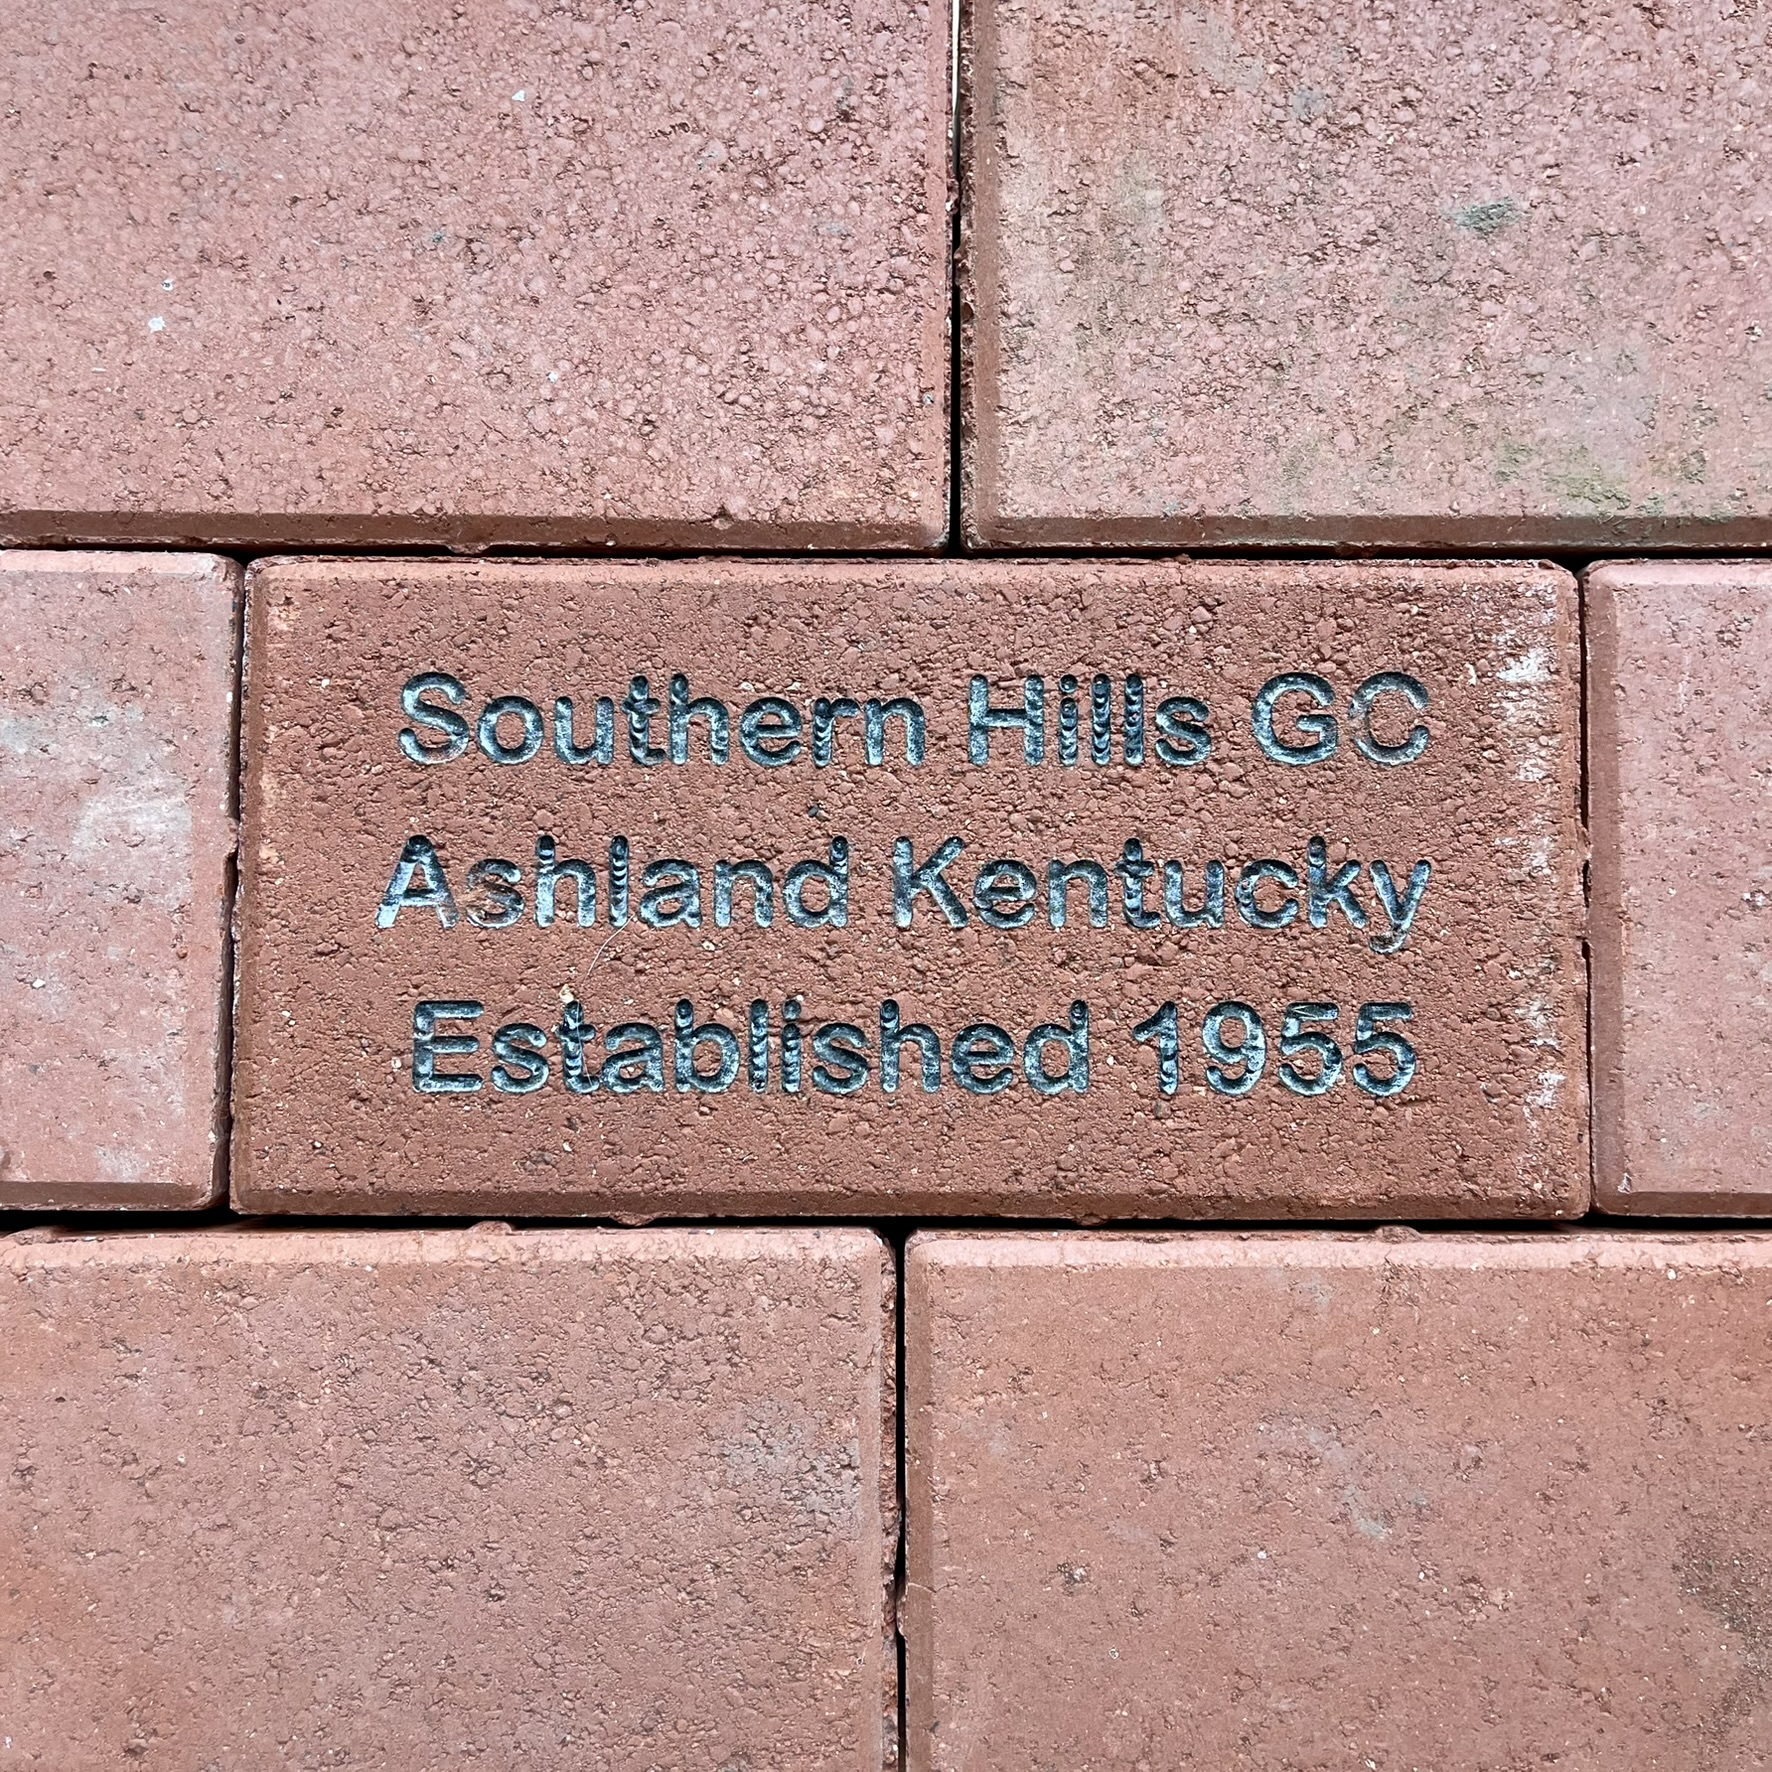 Southern Hills GC
Ashland Kentucky
Established 1955